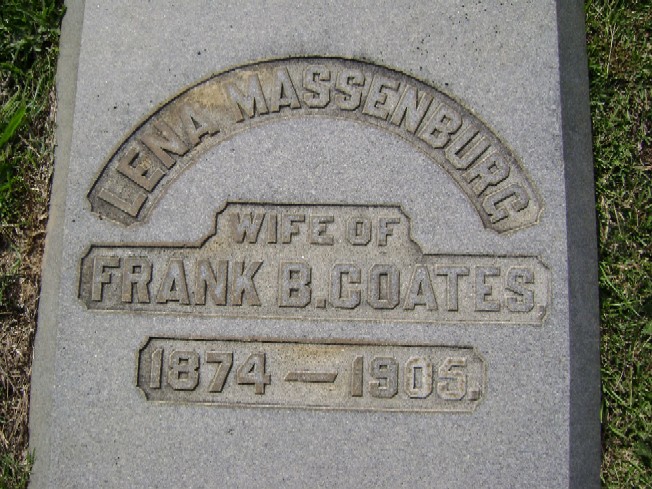 LENA MASSENBURG
WIFE OF
FRANK B. COATES,
1874 — 1905.